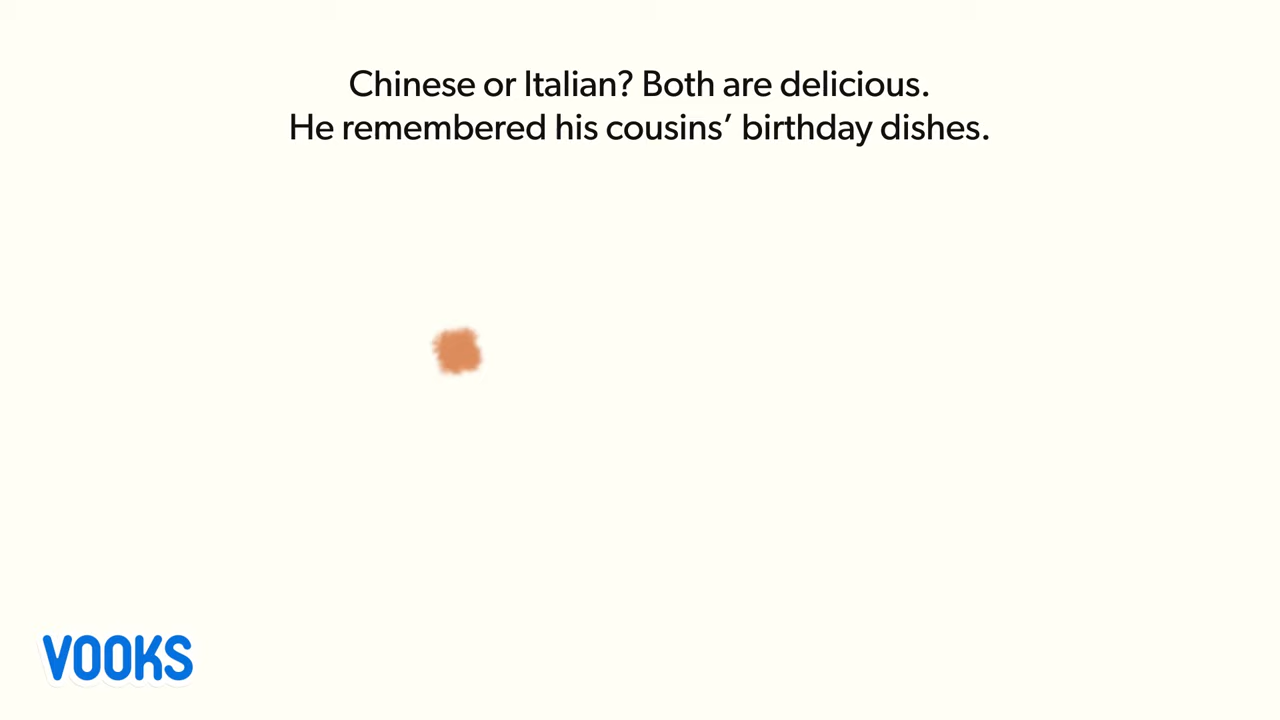 Chinese or Italian? Both are delicious.
He remembered his cousins’ birthday dishes.
VOOKS